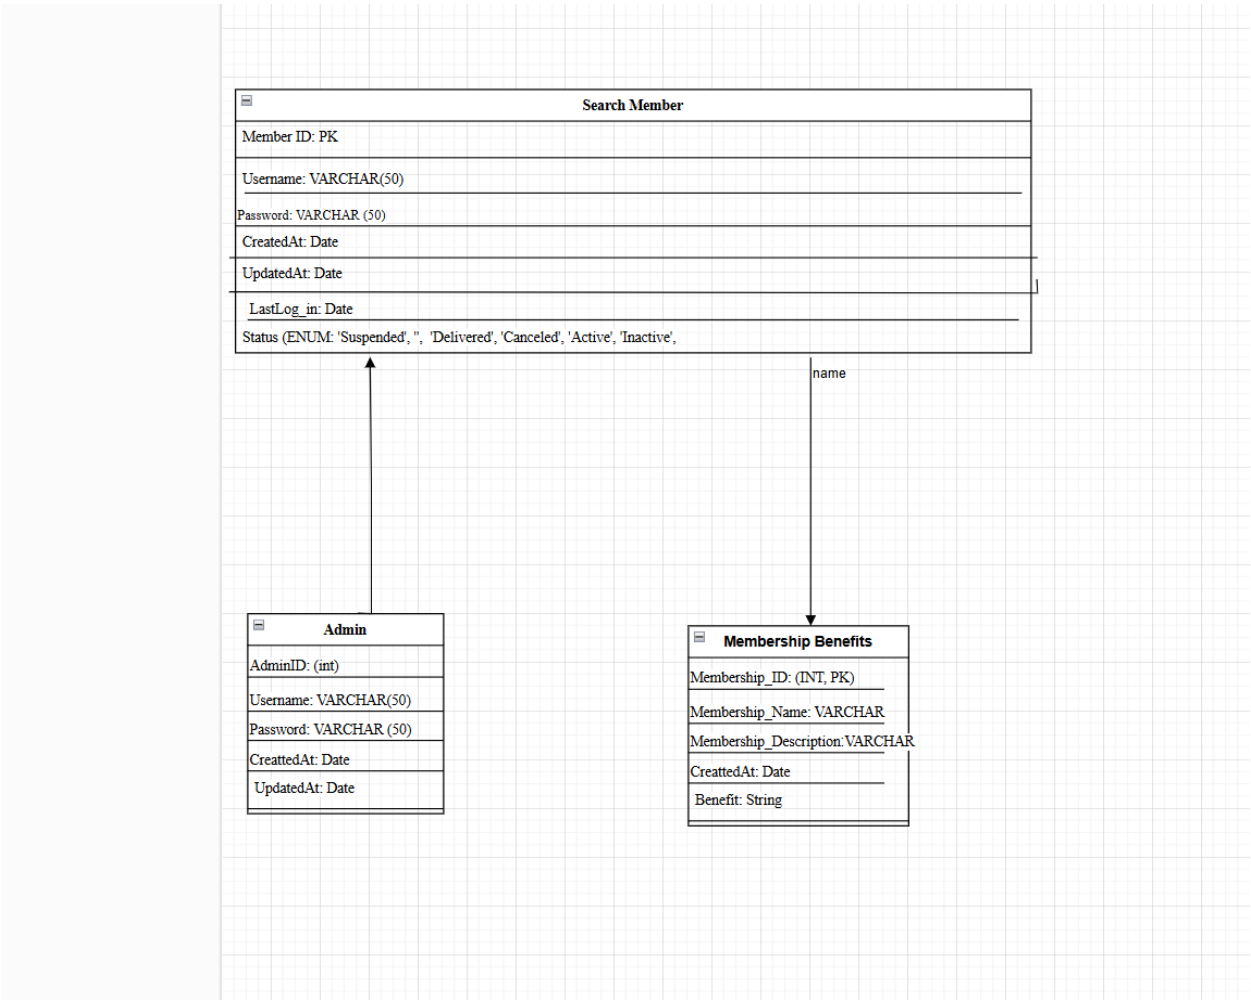 Search Member
Member ID: PK
Username: VARCHAR(50)
Password: VARCHAR (50)
CreatedAt: Date
UpdatedAt: Date
LastLog_in: Date
Status (ENUM: 'Suspended', '',  'Delivered', 'Canceled', 'Active', 'Inactive',
name
Admin
AdminID: (int)
Username: VARCHAR(50)
Password: VARCHAR (50)
CreattedAt: Date
UpdatedAt: Date
Membership Benefits
Membership_ID: (INT, PK)
Membership_Name: VARCHAR
Membership_Description:VARCHAR
CreattedAt: Date
Benefit: String